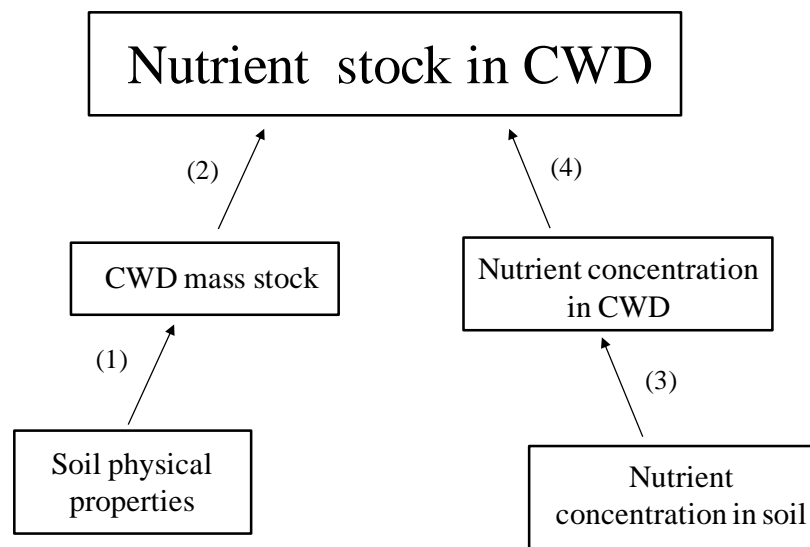 Nutrient stock in CWD
(2)
(4)
CWD mass stock
Nutrient concentration
in CWD
(1)
(3)
Soil physical
properties
Nutrient
concentration in soil